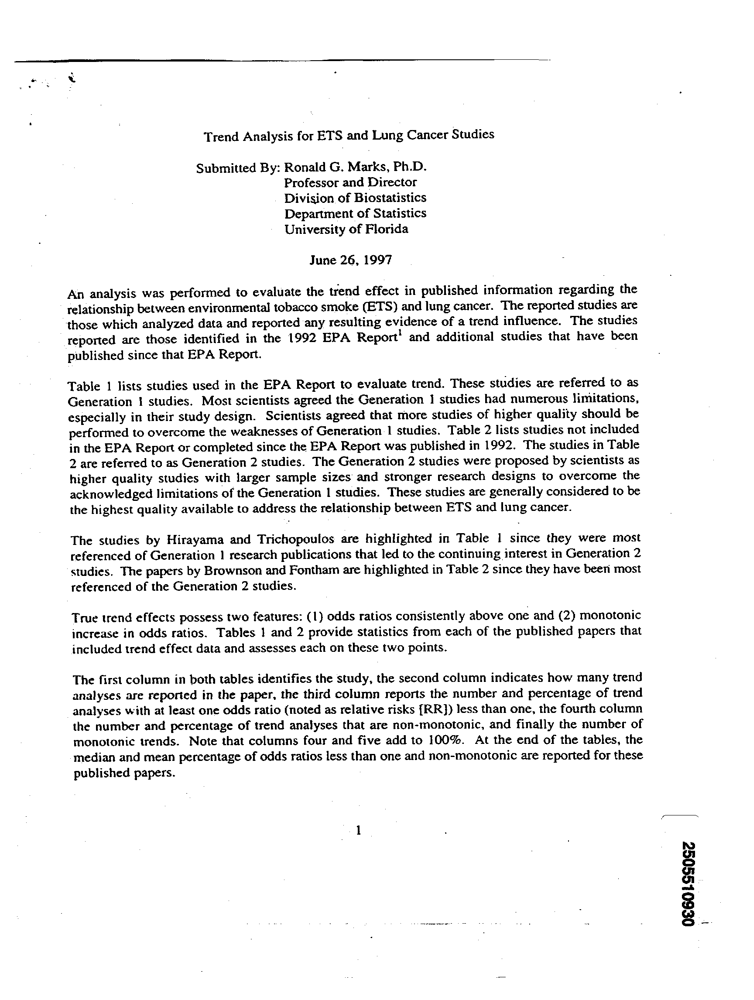 Trend Analysis for ETS and Lung Cancer Studies
Submitted By: Ronald G. Marks, Ph.D.
Professor and Director
Division of Biostatistics
Department of Statistics
University of Florida
June 26, 1997
An analysis was performed to evaluate the trend effect in published information regarding the
relationship between environmental tobacco smoke (ETS) and lung cancer. The reported studies are
those which analyzed data and reported any resulting evidence of a trend influence. The studies
reported are those identified in the 1992 EPA Report¹ and additional studies that have been
published since that EPA Report.
Table 1 lists studies used in the EPA Report to evaluate trend. These studies are referred to as
Generation 1 studies. Most scientists agreed the Generation 1 studies had numerous limitations,
especially in their study design. Scientists agreed that more studies of higher quality should be
performed to overcome the weaknesses of Generation 1 studies. Table 2 lists studies not included
in the EPA Report or completed since the EPA Report was published in 1992. The studies in Table
2 are referred to as Generation 2 studies. The Generation 2 studies were proposed by scientists as
higher quality studies with larger sample sizes and stronger research designs to overcome the
acknowledged limitations of the Generation 1 studies. These studies are generally considered to be
the highest quality available to address the relationship between ETS and lung cancer.
The studies by Hirayama and Trichopoulos are highlighted in Table 1 since they were most
referenced of Generation 1 research publications that led to the continuing interest in Generation 2
studies. The papers by Brownson and Fontham are highlighted in Table 2 since they have been most
referenced of the Generation 2 studies.
True trend effects possess two features: (1) odds ratios consistently above one and (2) monotonic
increase in odds ratios. Tables 1 and 2 provide statistics from each of the published papers that
included trend effect data and assesses each on these two points.
The first column in both tables identifies the study, the second column indicates how many trend
analyses are reported in the paper, the third column reports the number and percentage of trend
analyses with at least one odds ratio (noted as relative risks [RR]) less than one, the fourth column
the number and percentage of trend analyses that are non-monotonic, and finally the number of
monotonic trends. Note that columns four and five add to 100%. At the end of the tables, the
median and mean percentage of odds ratios less than one and non-monotonic are reported for these
published papers.
1
2505510930